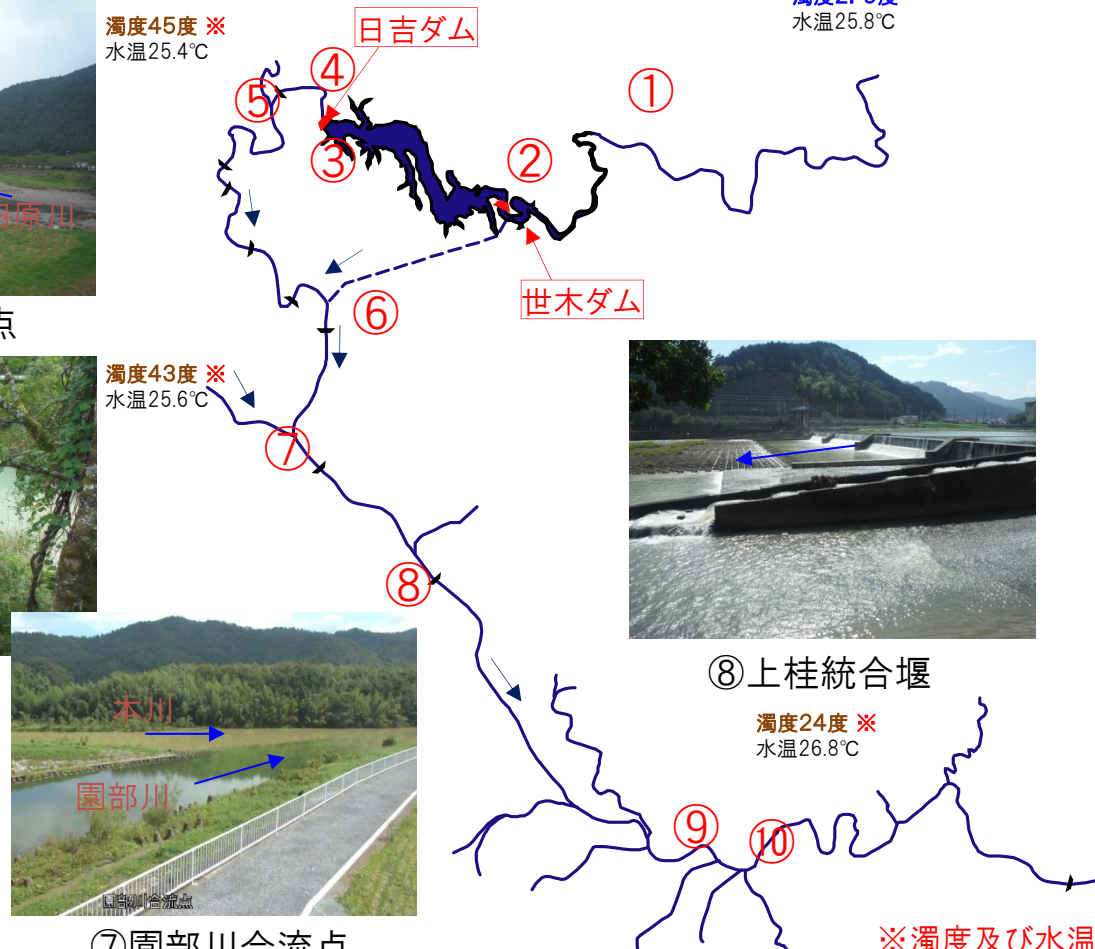 濁度45度 ※
水温25.4℃
水温25.8℃
日吉ダム
④
⑤
①
③
②
原川
世木ダム
⑥
点
濁度43度 ※
水温25.6℃
⑦
⑧
⑧上桂統合堰
本川
園部川
園部川合流点
濁度24度 ※
水温26.8℃
⑨
⑩
⑦園部川合流点
※濁度及び水温